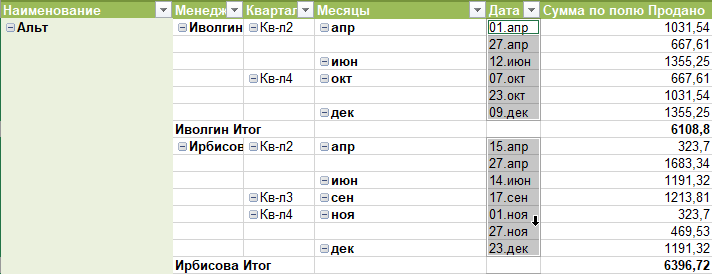 Наименование Менедж Квартал Месяцы Дата Сумма по полю Продано
Альт Иволгин Кв-л2 апр 01.апр 1031,54
27.апр 667,61
июн 12.июн 1355,25
Кв-л4 окт 07.окт 667,61
23.окт 1031,54
дек 09.дек 1355,25
Иволгин Итог 6108,8
Ирбисов Кв-л2 апр 15.апр 323,7
27.апр 1683,34
июн 14.июн 1191,32
Кв-л3 сен 17.сен 1213,81
Кв-л4 ноя 01.ноя 323,7
27.ноя 469,53
дек 23.дек 1191,32
Ирбисова Итог 6396,72